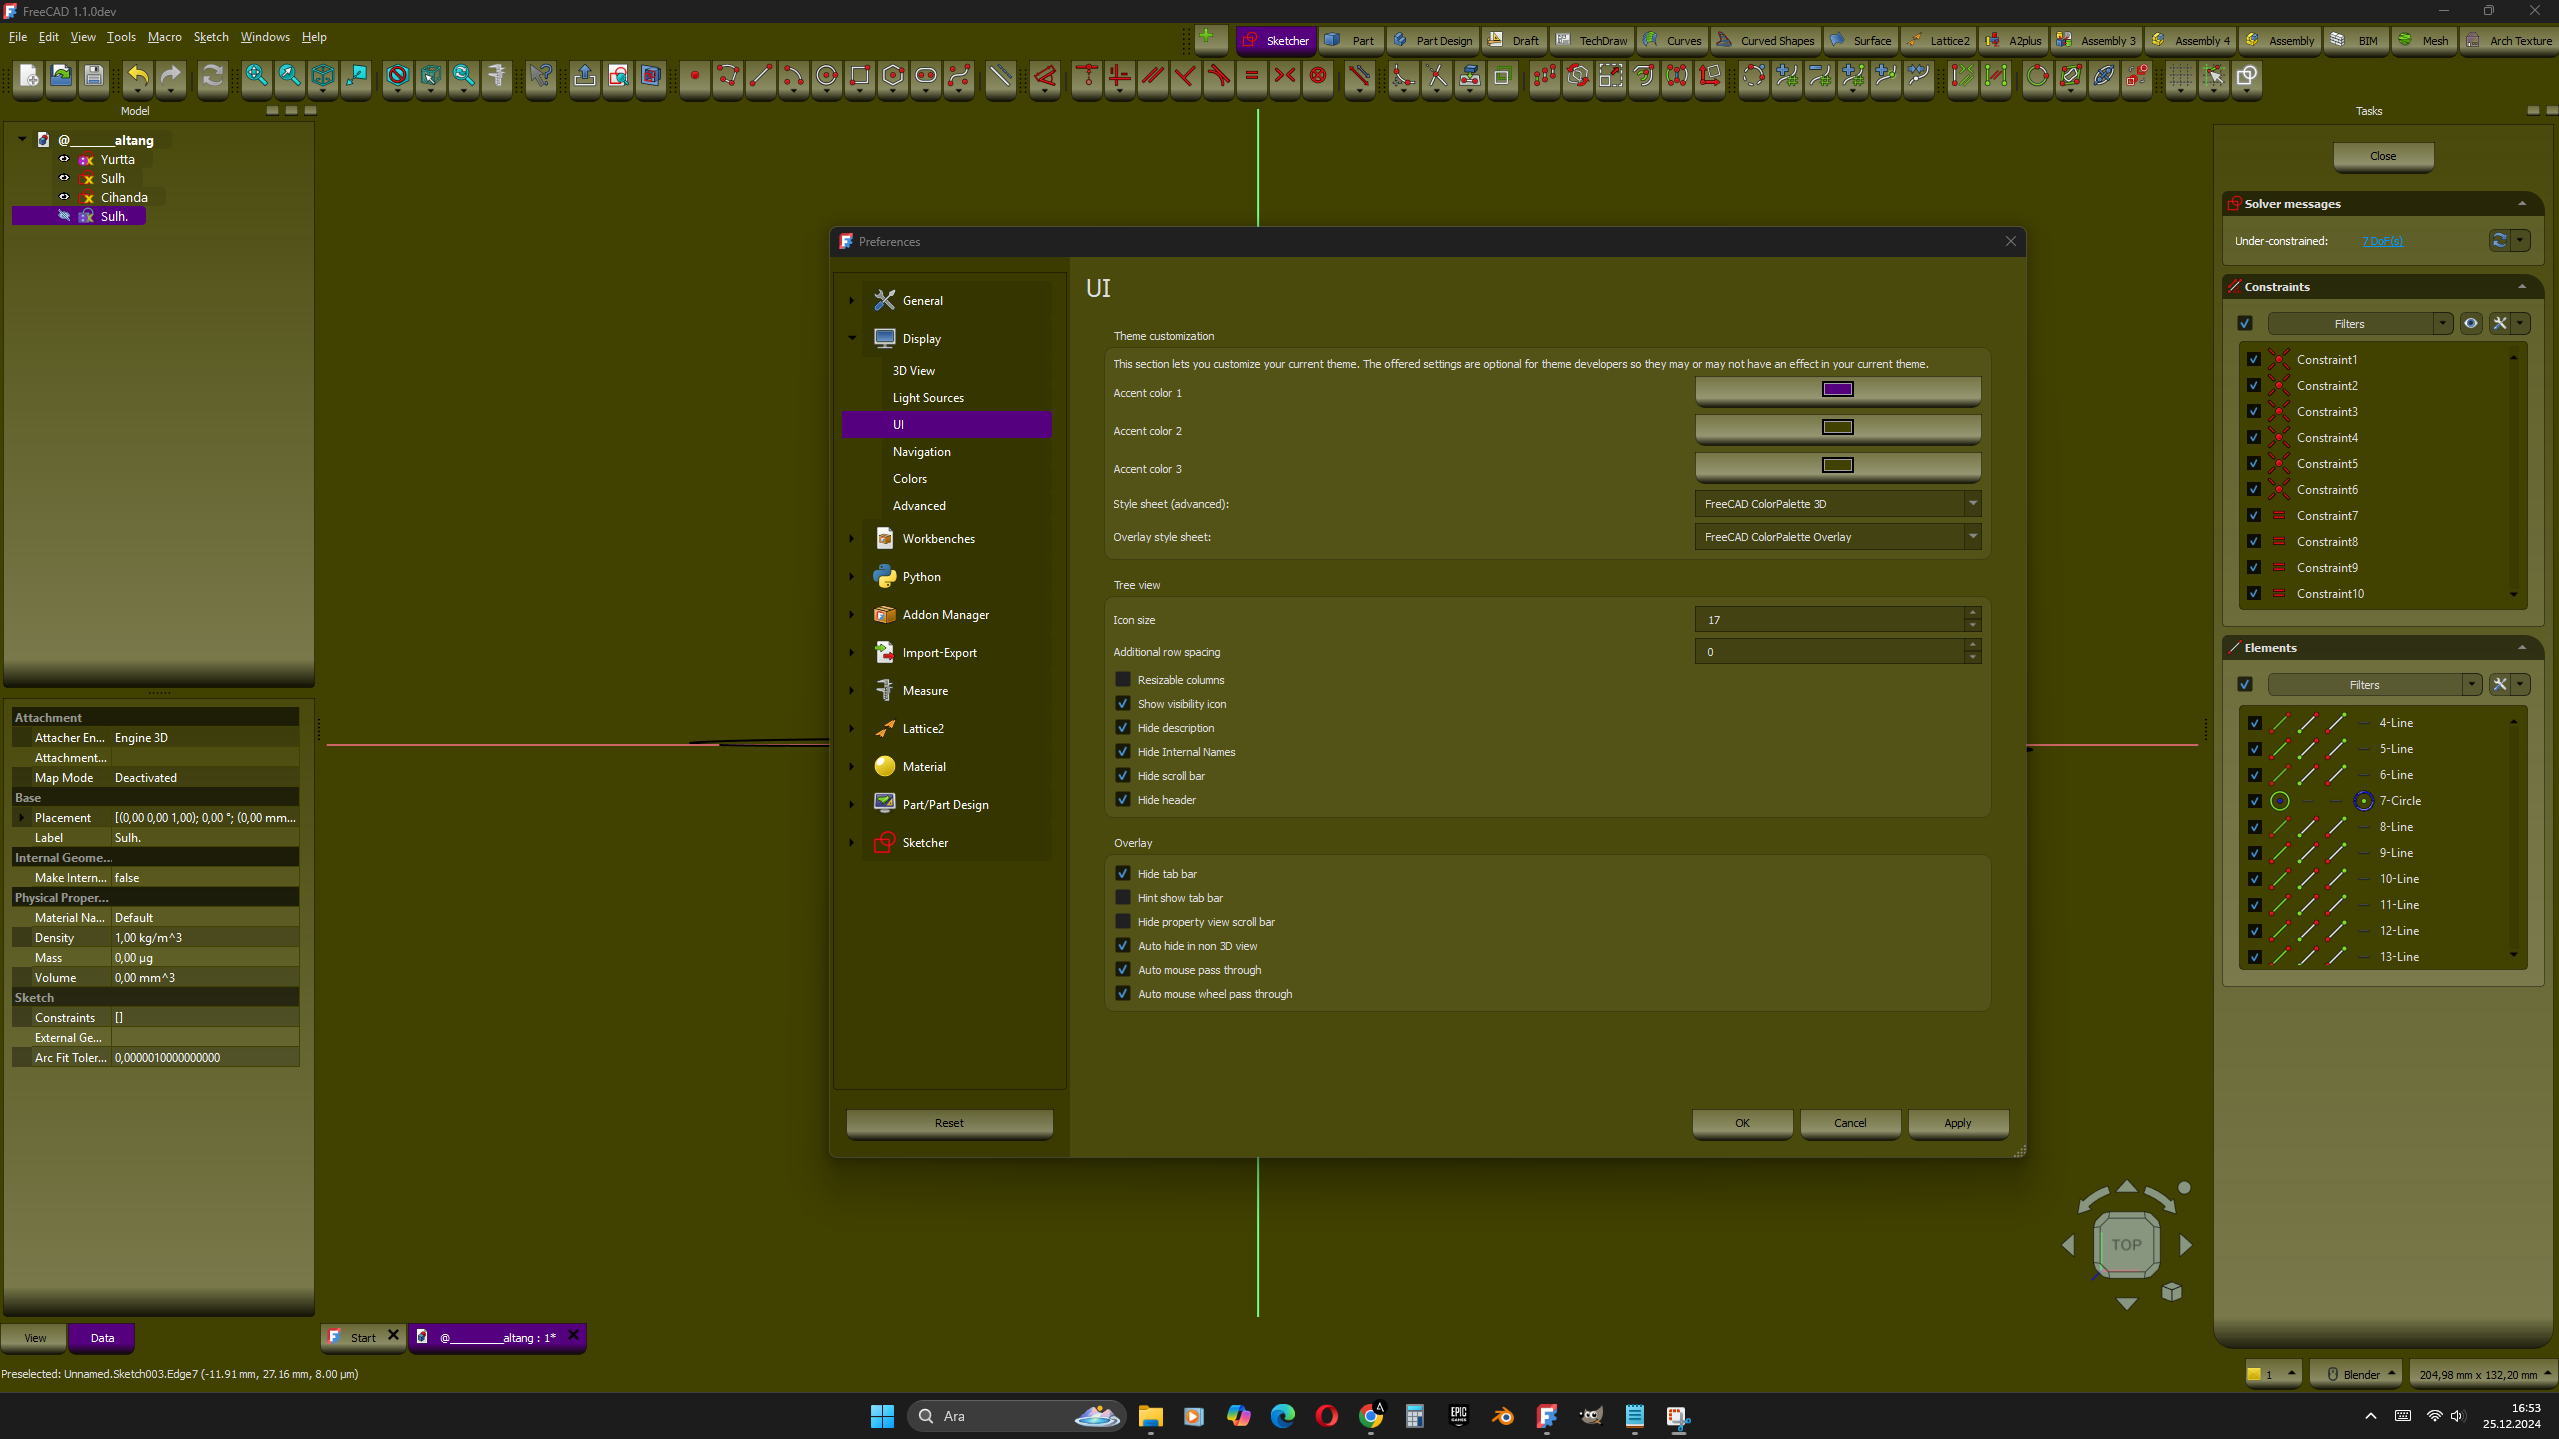 FreeCAD 1.1.0dev
File Edit View Tools Macro Sketch Windows Help
Sketcher Part Part Design Draft TechDraw Curves Curved Shapes Surface Lattice2 A2plus Assembly 3 Assembly 4 Assembly BIM Mesh Arch Texture
Model
@______altang
Yurtta
Sulh
Cihanda
Sulh.
Attachment
Attacher En... Engine 3D
Attachment...
Map Mode Deactivated
Base
Placement [(0,00 0,00 1,00); 0,00 °; (0,00 mm...
Label Sulh.
Internal Geome...
Make Intern... false
Physical Proper...
Material Na... Default
Density 1,00 kg/m^3
Mass 0,00 µg
Volume 0,00 mm^3
Sketch
Constraints []
External Ge...
Arc Fit Toler... 0,0000010000000000
View Data
Start @________altang : 1*
Preselected: Unnamed.Sketch003.Edge7 (-11.91 mm, 27.16 mm, 8.00 µm)
Preferences
General
Display
3D View
Light Sources
UI
Navigation
Colors
Advanced
Workbenches
Python
Addon Manager
Import-Export
Measure
Lattice2
Material
Part/Part Design
Sketcher
Reset
UI
Theme customization
This section lets you customize your current theme. The offered settings are optional for theme developers so they may or may not have an effect in your current theme.
Accent color 1
Accent color 2
Accent color 3
Style sheet (advanced): FreeCAD ColorPalette 3D
Overlay style sheet: FreeCAD ColorPalette Overlay
Tree view
Icon size 17
Additional row spacing 0
Resizable columns
Show visibility icon
Hide description
Hide Internal Names
Hide scroll bar
Hide header
Overlay
Hide tab bar
Hint show tab bar
Hide property view scroll bar
Auto hide in non 3D view
Auto mouse pass through
Auto mouse wheel pass through
OK Cancel Apply
Tasks
Close
Solver messages
Under-constrained: 7 DoF(s)
Constraints
Filters
Constraint1
Constraint2
Constraint3
Constraint4
Constraint5
Constraint6
Constraint7
Constraint8
Constraint9
Constraint10
Elements
Filters
4-Line
5-Line
6-Line
7-Circle
8-Line
9-Line
10-Line
11-Line
12-Line
13-Line
TOP
1 Blender 204,98 mm x 132,20 mm
Ara
EPIC GAMES
16:53
25.12.2024